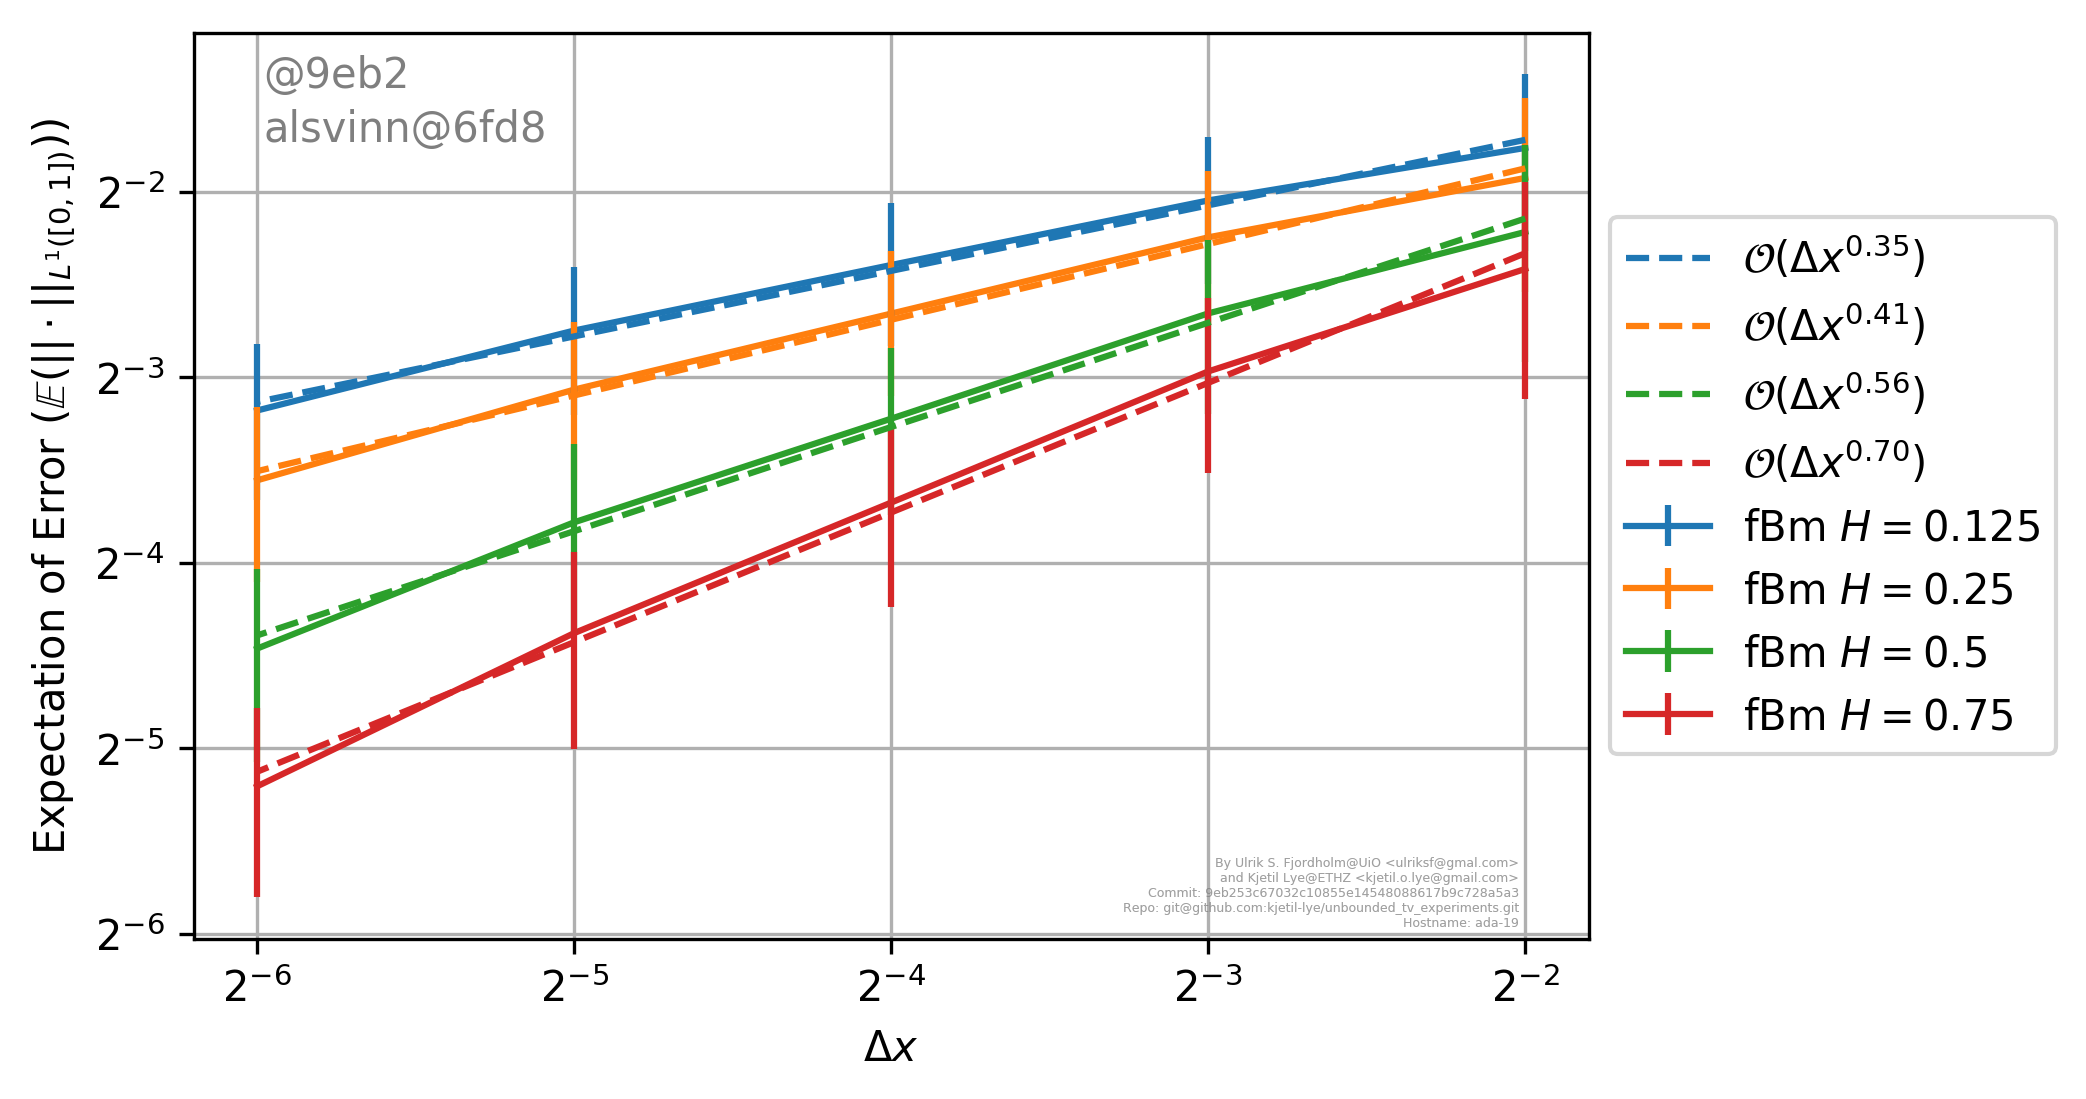 @9eb2
alsvinn@6fd8
Expectation of Error (𝔼(||·||_{L^1([0,1])}))
2^{-2}
2^{-3}
2^{-4}
2^{-5}
2^{-6}
By Ulrik S. Fjordholm@UiO <ulriksf@gmal.com>
and Kjetil Lye@ETHZ <kjetil.o.lye@gmail.com>
Commit: 9eb253c67032c10855e14548088617b9c728a5a3
Repo: git@github.com:kjetil-lye/unbounded_tv_experiments.git
Hostname: ada-19
2^{-6} 2^{-5} 2^{-4} 2^{-3} 2^{-2}
Δx
𝒪(Δx^{0.35})
𝒪(Δx^{0.41})
𝒪(Δx^{0.56})
𝒪(Δx^{0.70})
fBm H = 0.125
fBm H = 0.25
fBm H = 0.5
fBm H = 0.75